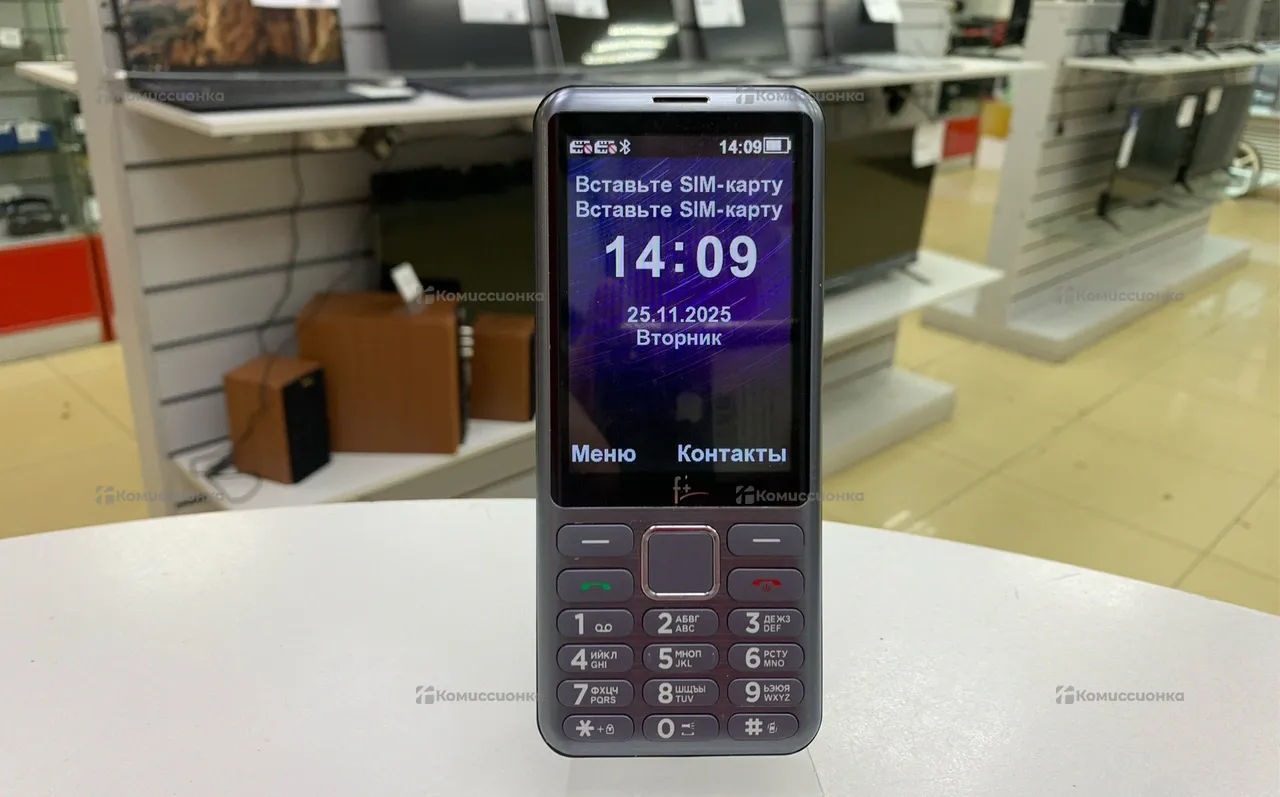 Комиссионка
Комиссионка
14:09
Вставьте SIM-карту
Вставьте SIM-карту
14:09
Комиссионка
Комиссионка
25.11.2025
Вторник
Меню Контакты
f+
Комиссионка
Комиссионка
1
2 АБВГ ABC
3 ДЕЖЗ DEF
4 ИЙКЛ GHI
5 МНОП JKL
6 РСТУ MNO
7 ФХЦЧ PQRS
8 ШЩЪЫ TUV
9 ЬЭЮЯ WXYZ
Комиссионка
Комиссионка
* +
0
#